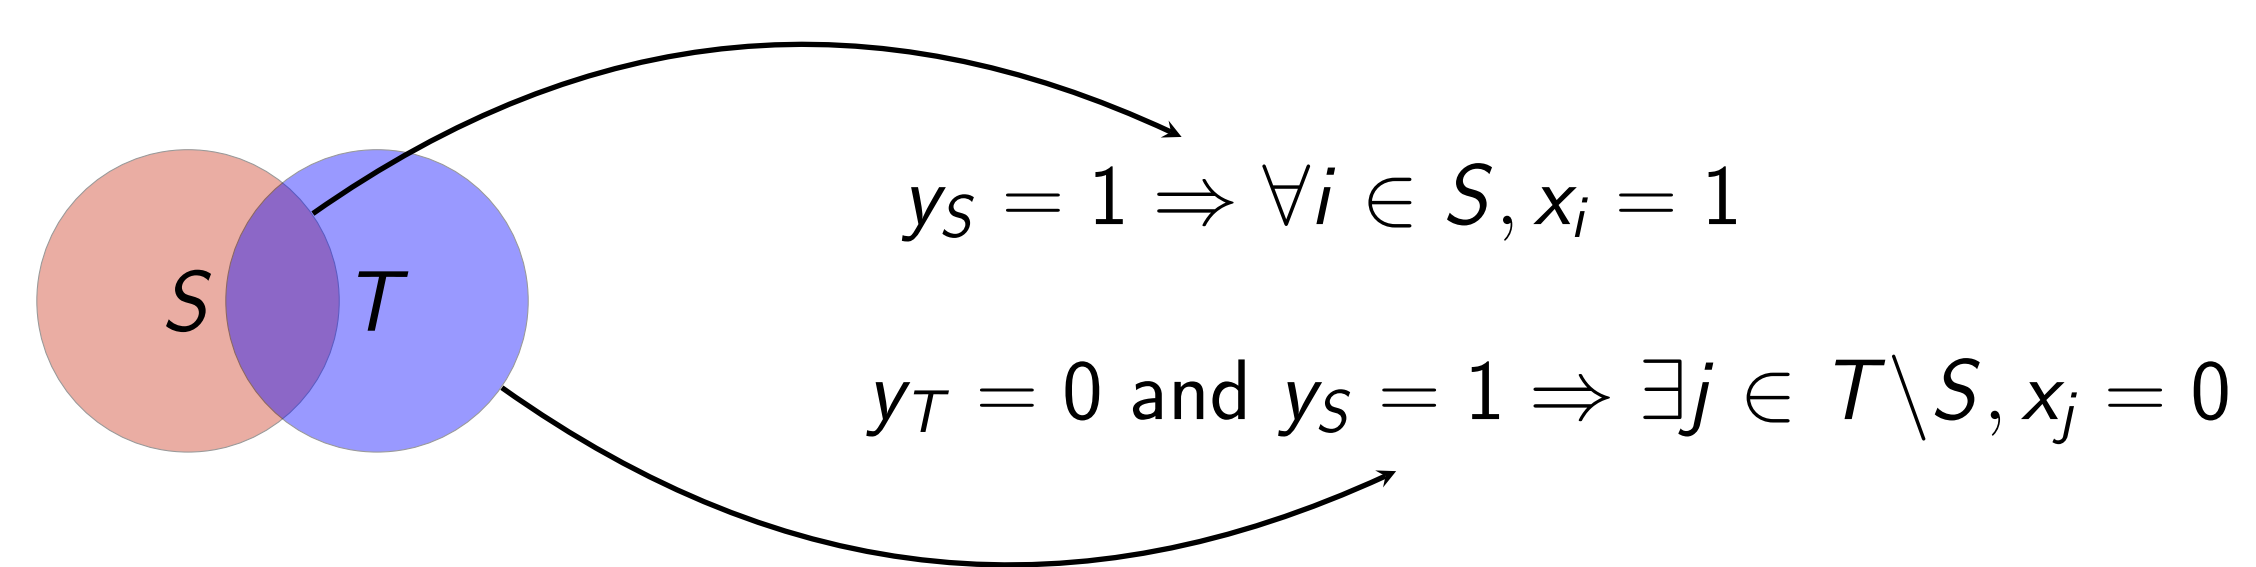 y_S = 1 ⇒ ∀i ∈ S, x_i = 1
S T
y_T = 0 and y_S = 1 ⇒ ∃j ∈ T\S, x_j = 0